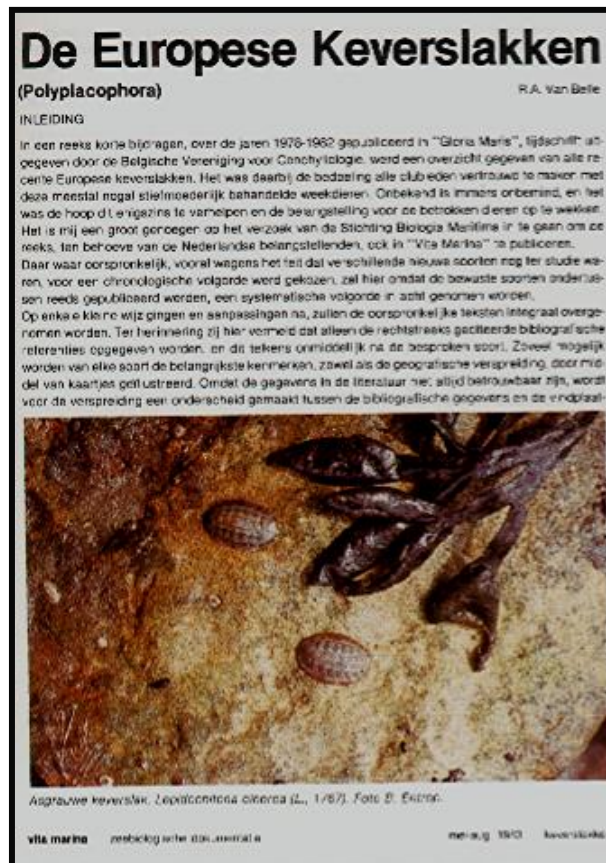 De Europese Keverslakken
(Polyplacophora)
R.A. Van Belle
INLEIDING
In een reeks korte bijdragen, over de jaren 1978-1982 gepubliceerd in "Gloria Maris", tijdschrift uit-
gegeven door de Belgische Vereniging voor Conchyliologie, werd een overzicht gegeven van alle re-
cente Europese keverslakken. Het was daarbij de bedoeling alle clubleden vertrouwd te maken met
deze meestal nogal stiefmoederlijk behandelde weekdieren. Onbekend is immers onbemind, en het
was de hoop dit enigszins te verhelpen en de belangstelling voor de betrokken dieren op te wekken.
Het is mij een groot genoegen op het verzoek van de Stichting Biologia Maritima in te gaan om de
reeks, ten behoeve van de Nederlandse belangstellenden, ook in "Vita Marina" te publiceren.
Daar waar oorspronkelijk, vooral wegens het feit dat verschillende nieuwe soorten nog ter studie wa-
ren, voor een chronologische volgorde werd gekozen, zal hier omdat de bewuste soorten ondertus-
sen reeds gepubliceerd werden, een systematische volgorde in acht genomen worden.
Op enkele kleine wijzigingen en aanpassingen na, zullen de oorspronkelijke teksten integraal overge-
nomen worden. Ter herinnering zij hier vermeld dat alleen de rechtstreeks geciteerde bibliografische
referenties opgegeven worden, en dit telkens onmiddellijk na de besproken soort. Zoveel mogelijk
worden van elke soort de belangrijkste kenmerken, zowel als de geografische verspreiding, door mid-
del van kaartjes geïllustreerd. Omdat de gegevens in de literatuur niet altijd betrouwbaar zijn, wordt
voor de verspreiding een onderscheid gemaakt tussen de bibliografische gegevens en de vindplaat-
Asgrauwe keverslak, Lepidochitona cinerea (L., 1767). Foto B.
vita marina zeebiologische dokumentatie mei-aug. keverslakken